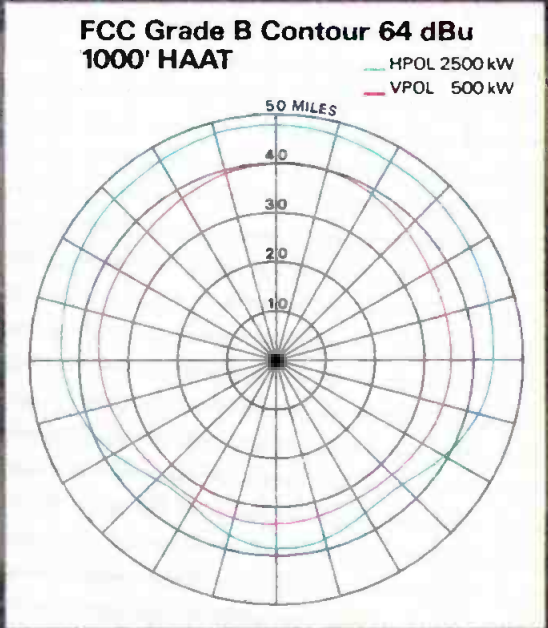 FCC Grade B Contour 64 dBu
1000' HAAT
HPOL 2500 kW
VPOL 500 kW
50 MILES
40
30
20
10